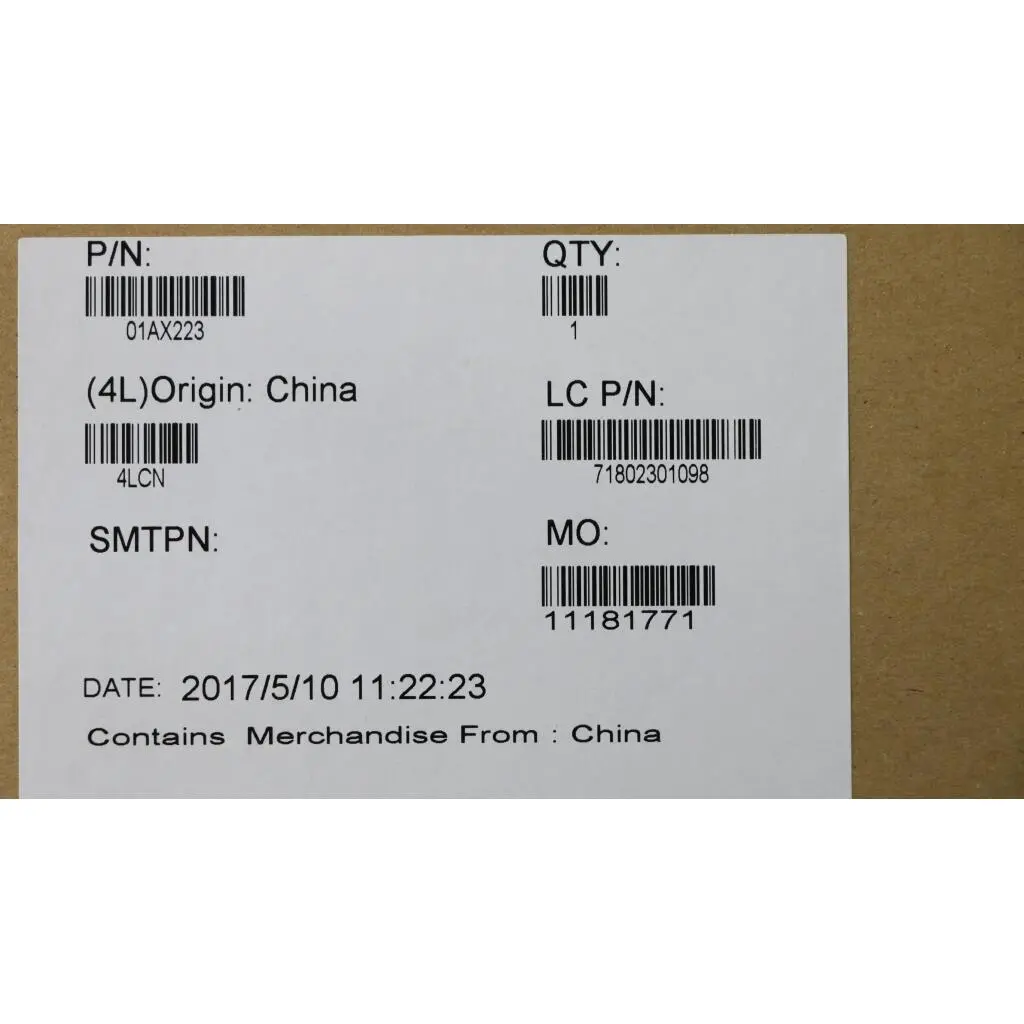 P/N:
QTY:
01AX223
1
(4L)Origin: China
LC P/N:
4LCN
71802301098
SMTPN:
MO:
11181771
DATE: 2017/5/10 11:22:23
Contains Merchandise From : China